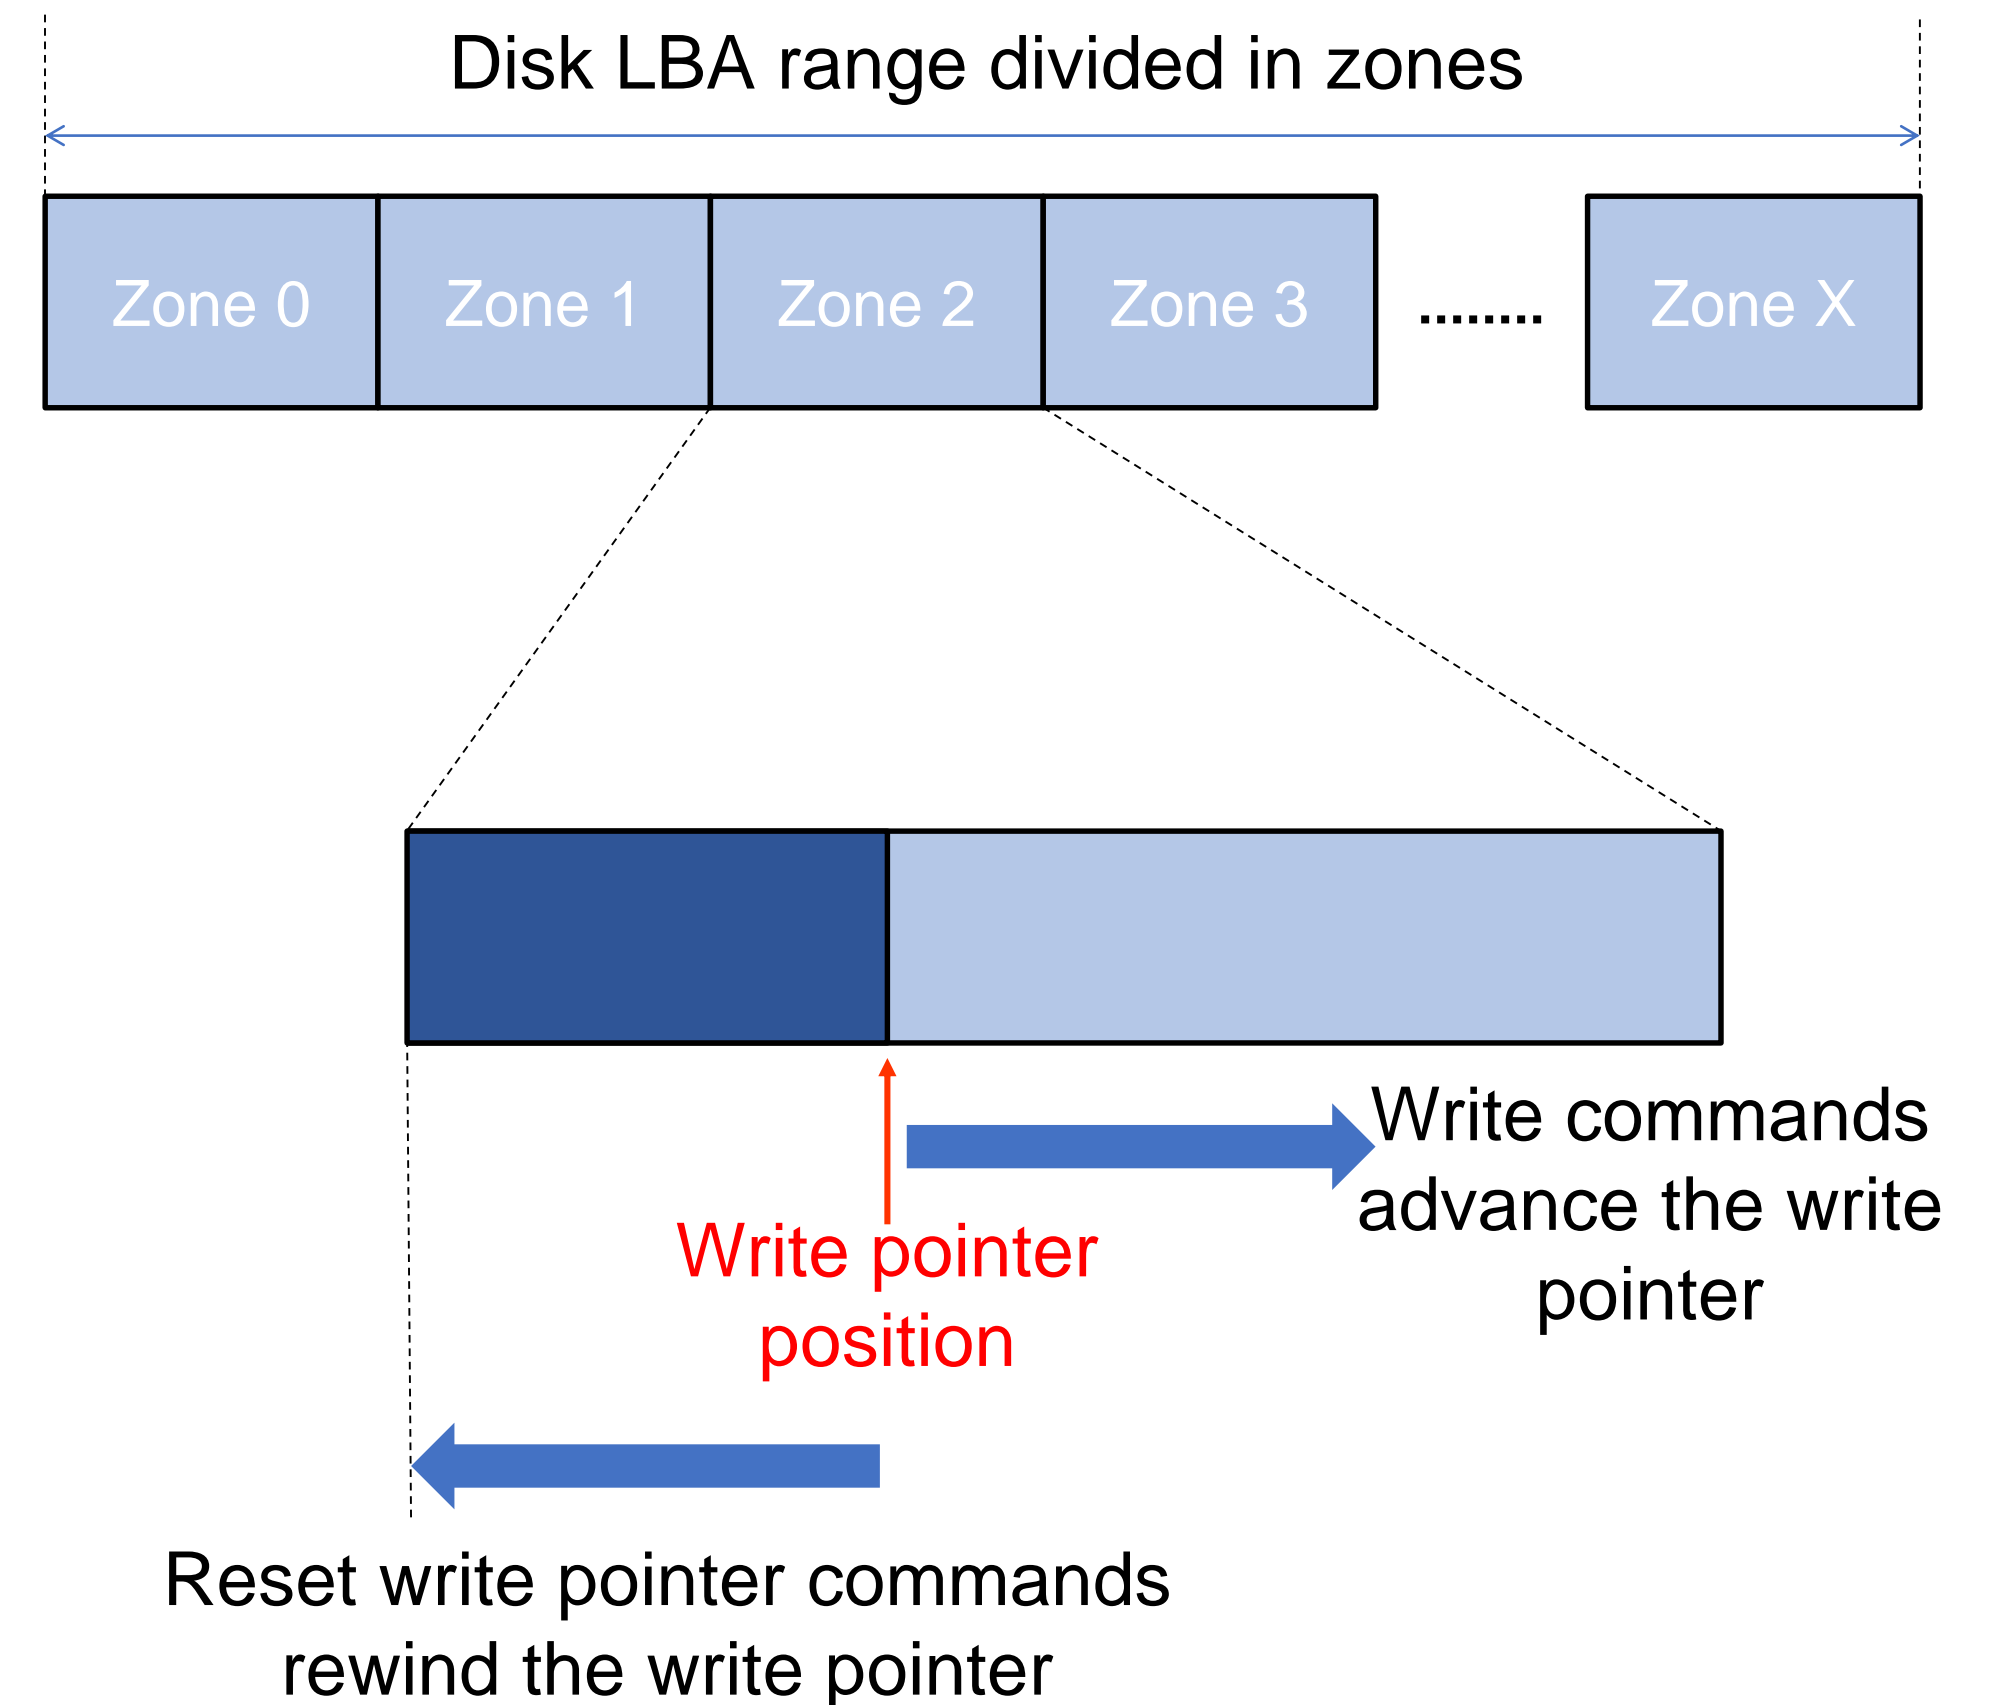 Disk LBA range divided in zones
Zone 0 Zone 1 Zone 2 Zone 3 ........ Zone X
Write commands
advance the write
pointer
Write pointer
position
Reset write pointer commands
rewind the write pointer